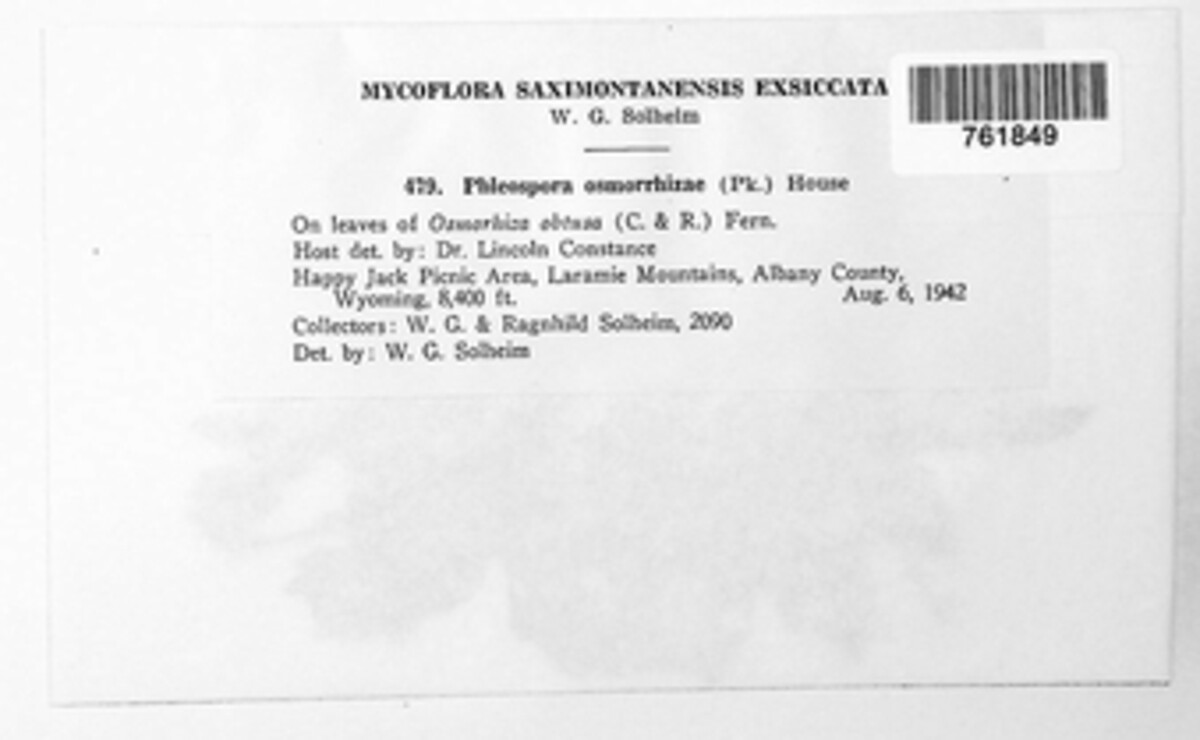 MYCOFLORA SAXIMONTANENSIS EXSICCATA
W. G. Solheim
761849
479. Phleospora osmorrhizae (Pk.) House
On leaves of Osmorhiza obtusa (C. & R.) Fern.
Host det. by: Dr. Lincoln Constance
Happy Jack Picnic Area, Laramie Mountains, Albany County,
Wyoming, 8,400 ft. Aug. 6, 1942
Collectors: W. G. & Ragnhild Solheim, 2090
Det. by: W. G. Solheim